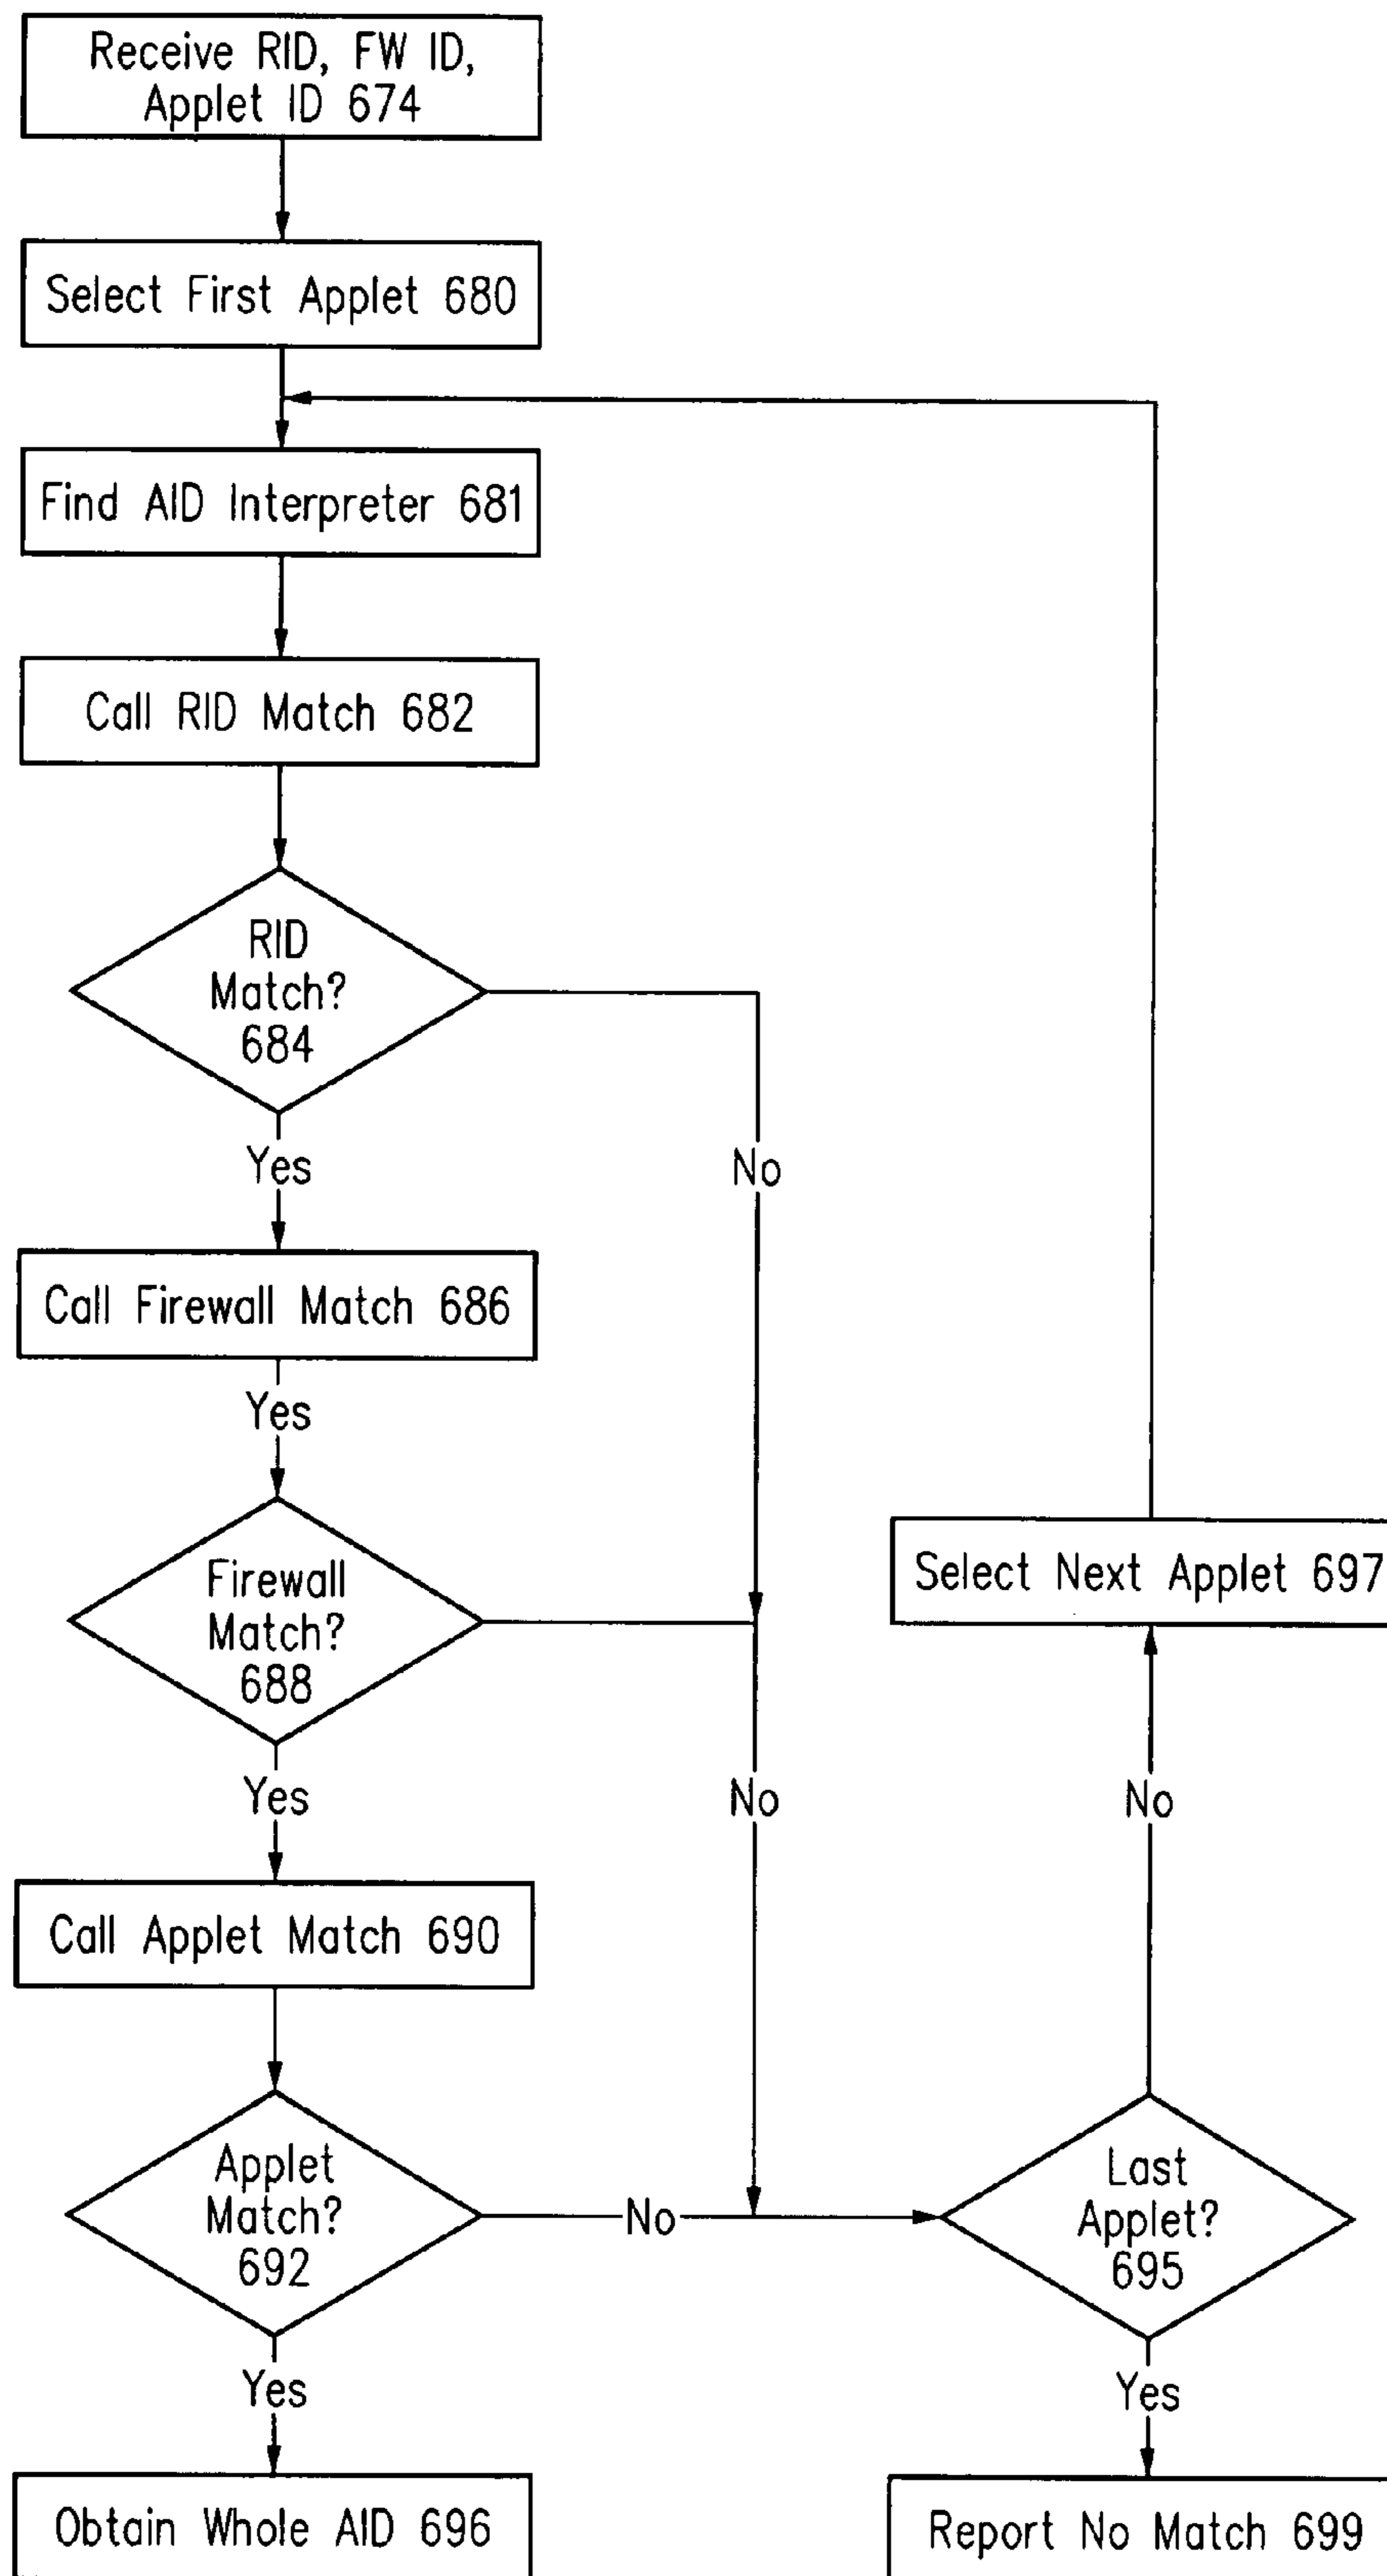 Receive RID, FW ID,
Applet ID 674
Select First Applet 680
Find AID Interpreter 681
Call RID Match 682
RID
Match?
684
Yes
No
Call Firewall Match 686
Yes
Firewall
Match?
688
Select Next Applet 697
Yes
No
No
Call Applet Match 690
Applet
Match?
692
No
Last
Applet?
695
Yes
Yes
Obtain Whole AID 696
Report No Match 699